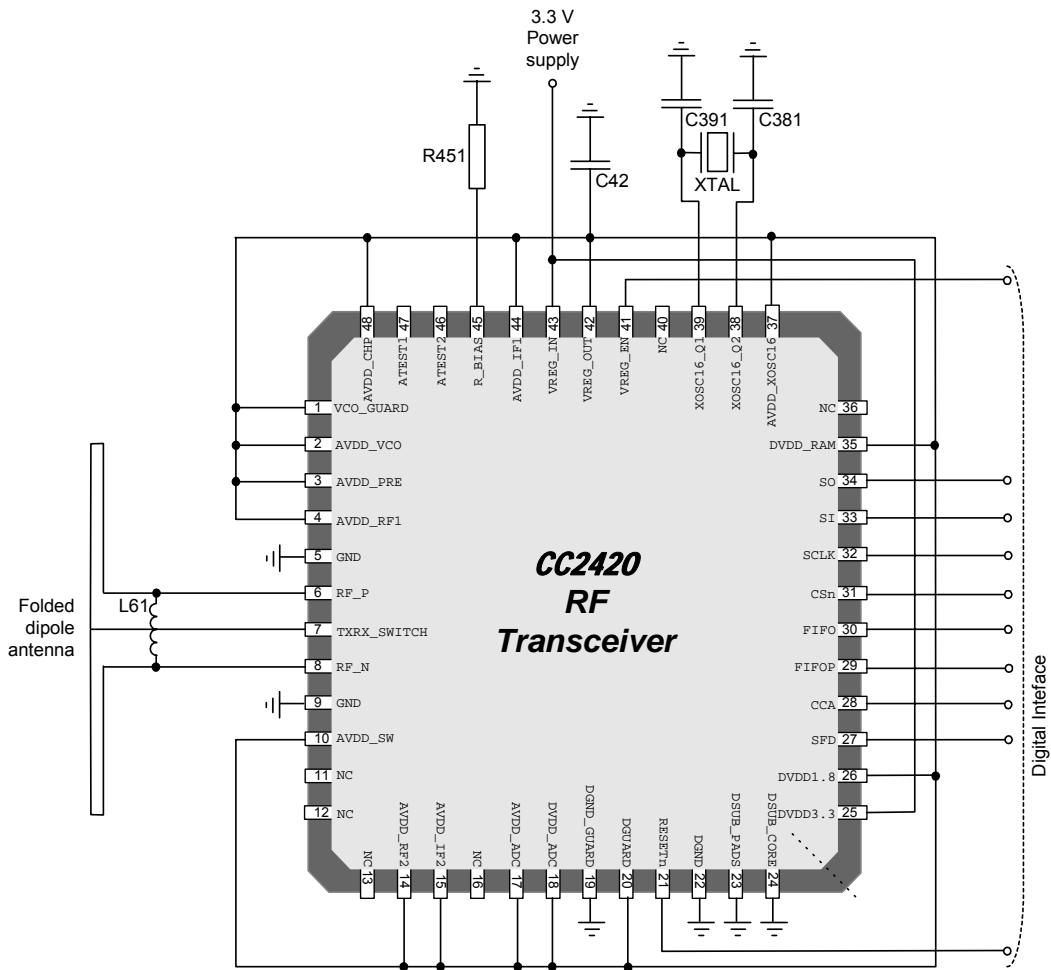 3.3 V
Power
supply
C391
C381
R451
C42
XTAL
48
47
46
45
44
43
42
41
40
39
38
37
AVDD_CHP
ATEST1
ATEST2
R_BIAS
AVDD_IF1
VREG_IN
VREG_OUT
VREG_EN
NC
XOSC16_Q1
XOSC16_Q2
AVDD_XOSC16
1 VCO_GUARD
2 AVDD_VCO
3 AVDD_PRE
4 AVDD_RF1
5 GND
6 RF_P
7 TXRX_SWITCH
8 RF_N
9 GND
10 AVDD_SW
11 NC
12 NC
L61
Folded
dipole
antenna
CC2420
RF
Transceiver
NC 36
DVDD_RAM 35
SO 34
SI 33
SCLK 32
CSn 31
FIFO 30
FIFOP 29
CCA 28
SFD 27
DVDD1.8 26
DVDD3.3 25
Digital Inteface
NC
AVDD_RF2
AVDD_IF2
NC
AVDD_ADC
DVDD_ADC
DGND_GUARD
DGUARD
RESETn
DGND
DSUB_PADS
DSUB_CORE
13
14
15
16
17
18
19
20
21
22
23
24